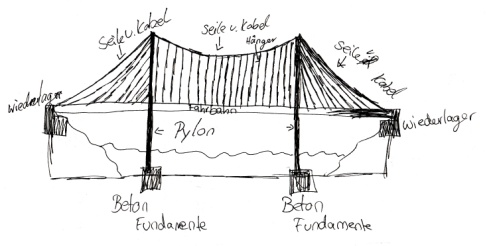 Seile u. Kabel
Seile u. Kabel
Hänger
Seile
Kabel
Wiederlager
Fahrbahn
Pylon
wiederlager
Beton
Fundamente
Beton
Fundamente